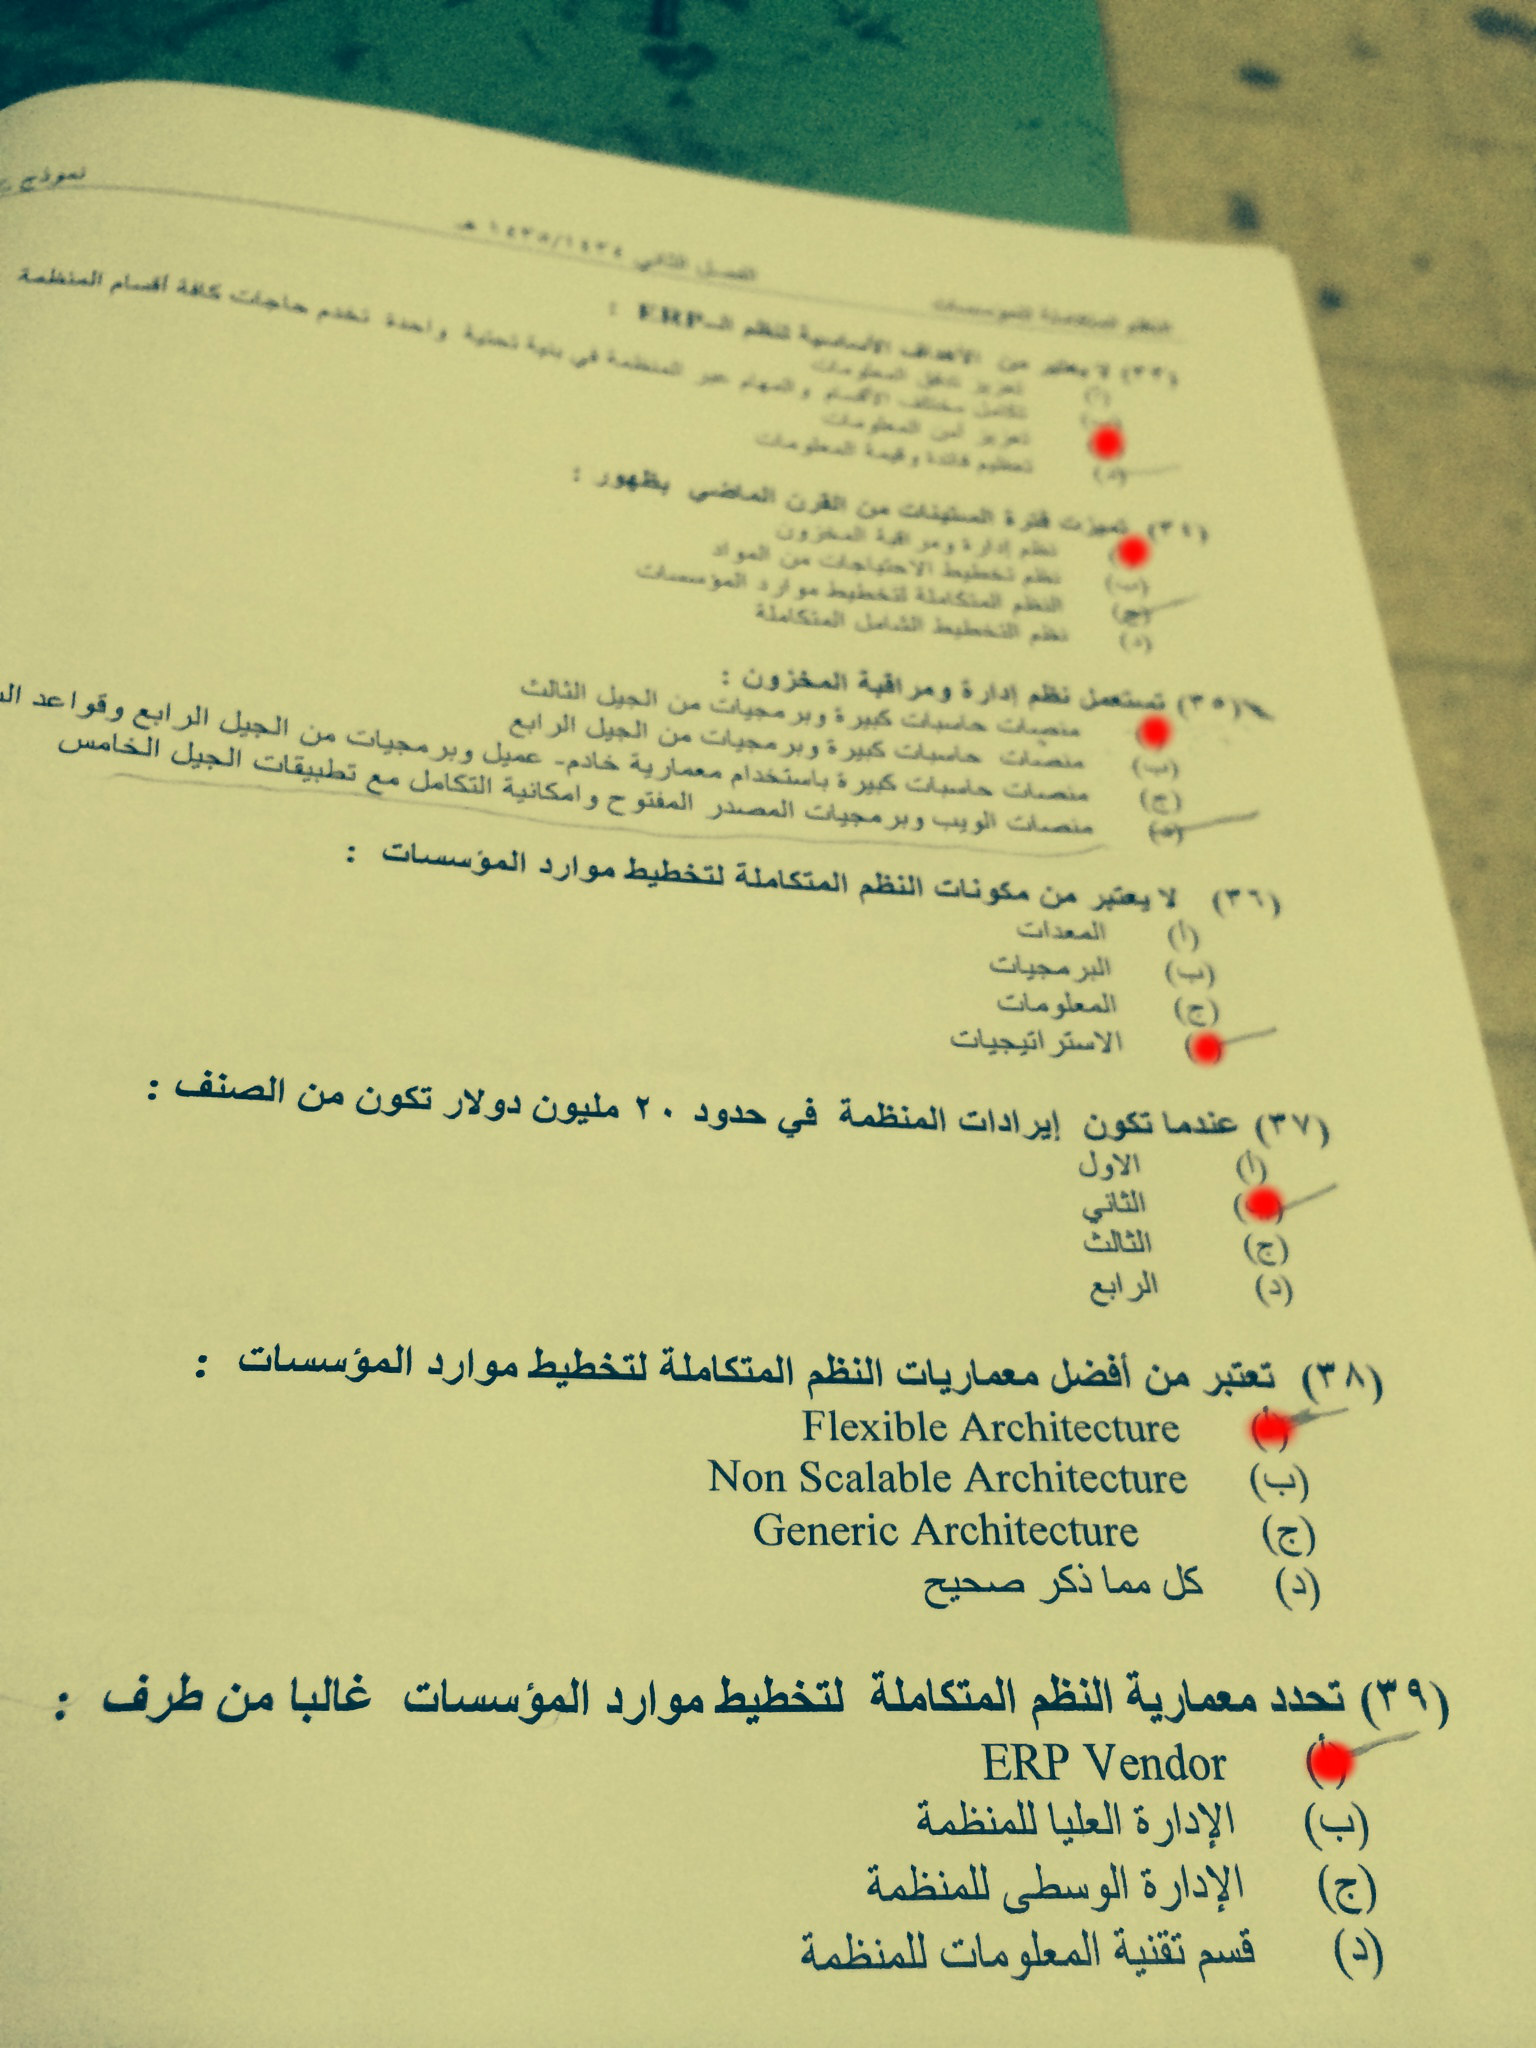 نموذج
النظم المتكاملة للمؤسسات الفصل الثاني ١٤٣٥/١٤٣٤ هـ
(٣٣) لا يعتبر من الأهداف الأساسية لنظم الـERP :
(أ) تعزيز تدفق المعلومات
(ب) تكامل مختلف الأقسام والمهام عبر المنظمة في بنية تحتية واحدة تخدم حاجات كافة أقسام المنظمة
تعزيز أمن المعلومات
(د) تعظيم فائدة وقيمة المعلومات
(٣٤) تميزت فترة الستينات من القرن الماضي بظهور :
نظم إدارة ومراقبة المخزون
(ب) نظم تخطيط الاحتياجات من المواد
(ج) النظم المتكاملة لتخطيط موارد المؤسسات
(د) نظم التخطيط الشامل المتكاملة
(٣٥) تستعمل نظم إدارة ومراقبة المخزون :
منصات حاسبات كبيرة وبرمجيات من الجيل الثالث
(ب) منصات حاسبات كبيرة وبرمجيات من الجيل الرابع
(ج) منصات حاسبات كبيرة باستخدام معمارية خادم- عميل وبرمجيات من الجيل الرابع وقواعد
(د) منصات الويب وبرمجيات المصدر المفتوح وامكانية التكامل مع تطبيقات الجيل الخامس
(٣٦) لا يعتبر من مكونات النظم المتكاملة لتخطيط موارد المؤسسات :
(أ) المعدات
(ب) البرمجيات
(ج) المعلومات
الاستراتيجيات
(٣٧) عندما تكون إيرادات المنظمة في حدود ٢٠ مليون دولار تكون من الصنف :
(أ) الاول
الثاني
(ج) الثالث
(د) الرابع
(٣٨) تعتبر من أفضل معماريات النظم المتكاملة لتخطيط موارد المؤسسات :
(أ) Flexible Architecture
(ب) Non Scalable Architecture
(ج) Generic Architecture
(د) كل مما ذكر صحيح
(٣٩) تحدد معمارية النظم المتكاملة لتخطيط موارد المؤسسات غالبا من طرف :
(أ) ERP Vendor
(ب) الإدارة العليا للمنظمة
(ج) الإدارة الوسطى للمنظمة
(د) قسم تقنية المعلومات للمنظمة